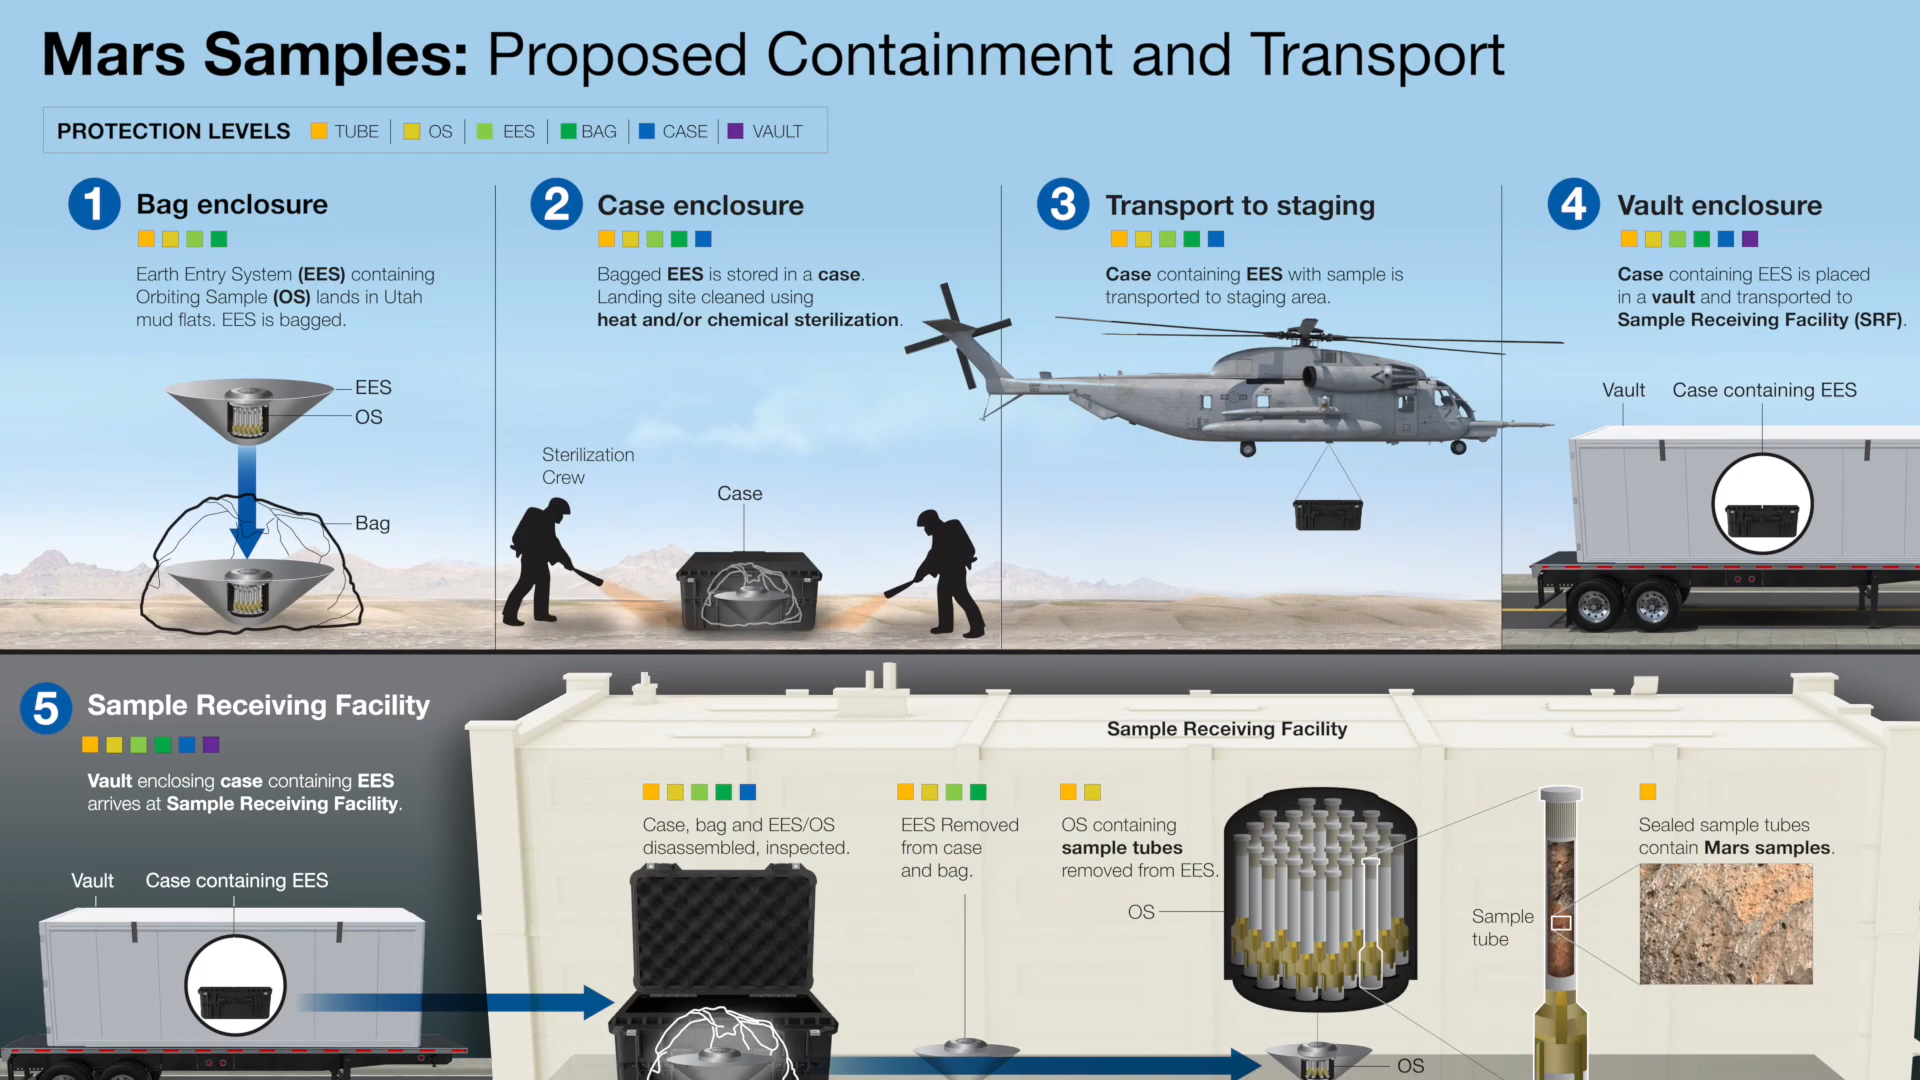 Mars Samples: Proposed Containment and Transport
PROTECTION LEVELS TUBE | OS | EES | BAG | CASE | VAULT
1 Bag enclosure
Earth Entry System (EES) containing
Orbiting Sample (OS) lands in Utah
mud flats. EES is bagged.
EES
OS
Bag
2 Case enclosure
Bagged EES is stored in a case.
Landing site cleaned using
heat and/or chemical sterilization.
Sterilization
Crew
Case
3 Transport to staging
Case containing EES with sample is
transported to staging area.
4 Vault enclosure
Case containing EES is placed
in a vault and transported to
Sample Receiving Facility (SRF).
Vault
Case containing EES
5 Sample Receiving Facility
Vault enclosing case containing EES
arrives at Sample Receiving Facility.
Vault
Case containing EES
Sample Receiving Facility
Case, bag and EES/OS
disassembled, inspected.
EES Removed
from case
and bag.
OS containing
sample tubes
removed from EES.
OS
Sample
tube
Sealed sample tubes
contain Mars samples.
OS